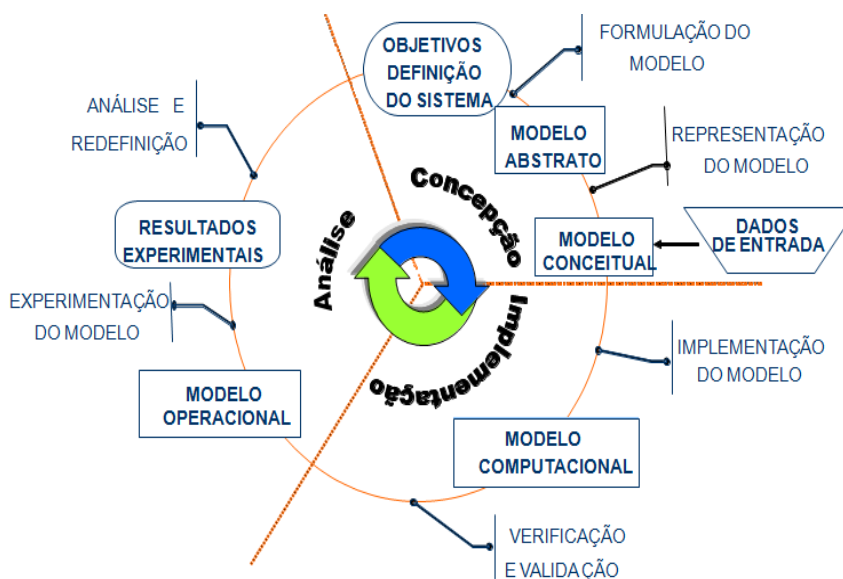 OBJETIVOS
DEFINIÇÃO
DO SISTEMA
FORMULAÇÃO DO
MODELO
MODELO
ABSTRATO
REPRESENTAÇÃO
DO MODELO
MODELO
CONCEITUAL
DADOS
DE ENTRADA
IMPLEMENTAÇÃO
DO MODELO
MODELO
COMPUTACIONAL
VERIFICAÇÃO
E VALIDAÇÃO
MODELO
OPERACIONAL
EXPERIMENTAÇÃO
DO MODELO
RESULTADOS
EXPERIMENTAIS
ANÁLISE E
REDEFINIÇÃO
Concepção
Implementação
Análise